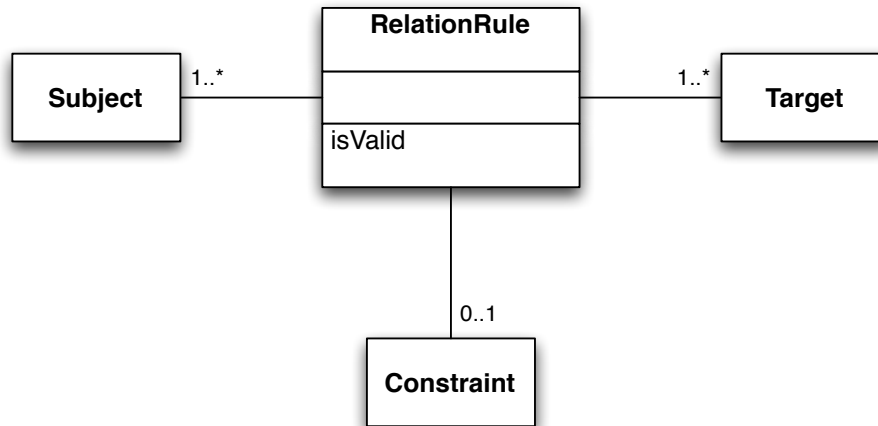 RelationRule
Subject
1..*
1..*
Target
isValid
0..1
Constraint